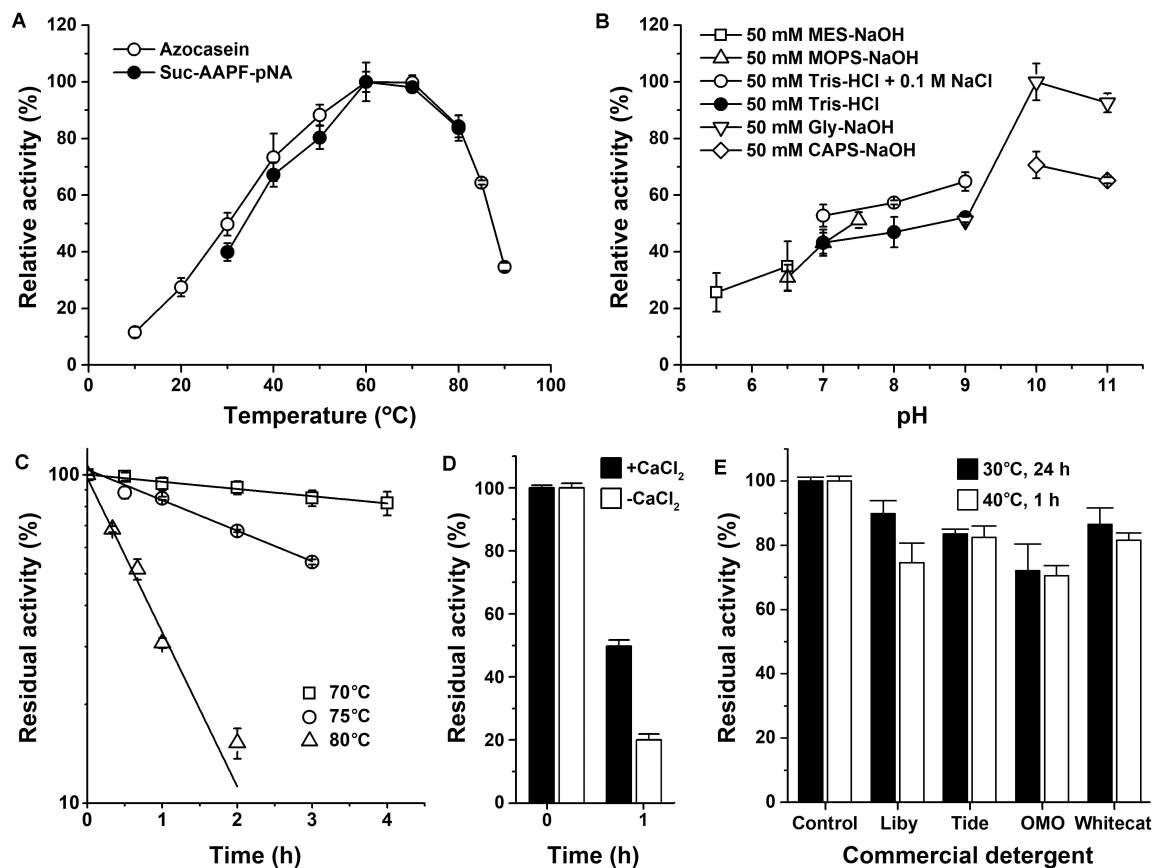 A
Azocasein
Suc-AAPF-pNA
Relative activity (%)
120
100
80
60
40
20
0
0 20 40 60 80 100
Temperature (°C)
B
50 mM MES-NaOH
50 mM MOPS-NaOH
50 mM Tris-HCl + 0.1 M NaCl
50 mM Tris-HCl
50 mM Gly-NaOH
50 mM CAPS-NaOH
Relative activity (%)
120
100
80
60
40
20
0
5 6 7 8 9 10 11
pH
C
Residual activity (%)
100
10
70°C
75°C
80°C
0 1 2 3 4
Time (h)
D
+CaCl2
-CaCl2
Residual activity (%)
100
80
60
40
20
0
0 1
Time (h)
E
30°C, 24 h
40°C, 1 h
Residual activity (%)
100
80
60
40
20
0
Control Liby Tide OMO Whitecat
Commercial detergent